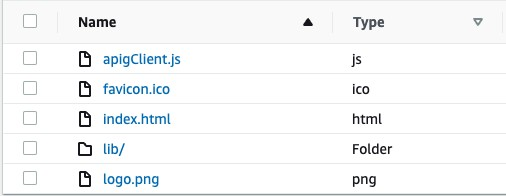 Name Type
apigClient.js js
favicon.ico ico
index.html html
lib/ Folder
logo.png png